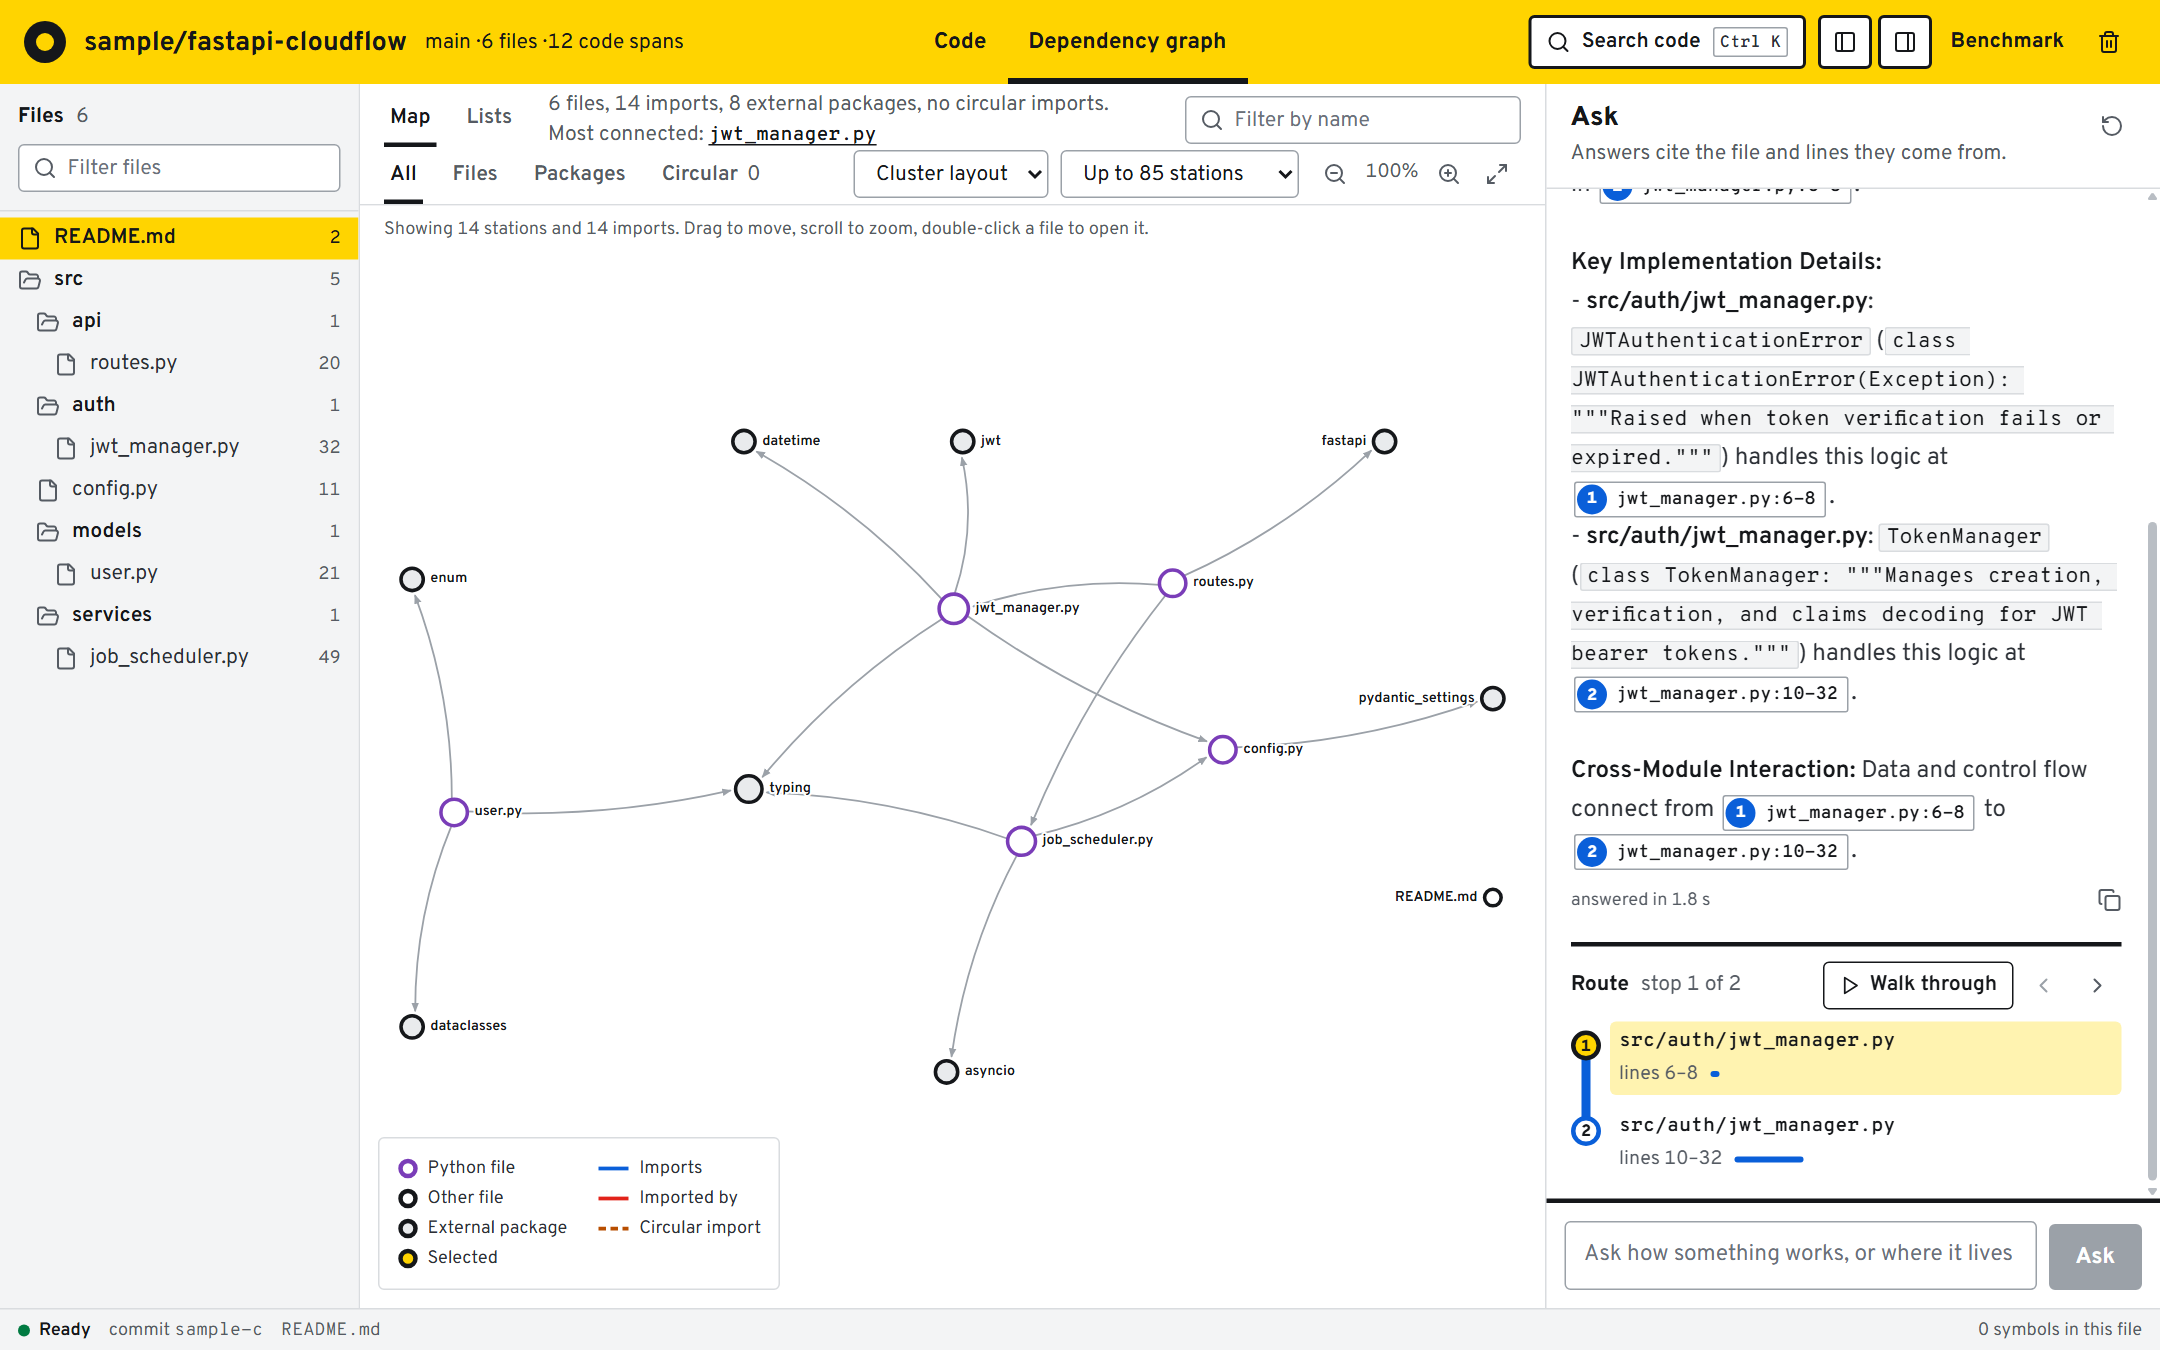 sample/fastapi-cloudflow main ·6 files ·12 code spans
Code Dependency graph
Search code Ctrl K
Benchmark
Files 6
Filter files
README.md 2
src 5
api 1
routes.py 20
auth 1
jwt_manager.py 32
config.py 11
models 1
user.py 21
services 1
job_scheduler.py 49
Map Lists
6 files, 14 imports, 8 external packages, no circular imports.
Most connected: jwt_manager.py
Filter by name
All Files Packages Circular 0
Cluster layout
Up to 85 stations
100%
Showing 14 stations and 14 imports. Drag to move, scroll to zoom, double-click a file to open it.
datetime
jwt
fastapi
enum
routes.py
jwt_manager.py
pydantic_settings
config.py
typing
user.py
job_scheduler.py
README.md
dataclasses
asyncio
Python file
Other file
External package
Selected
Imports
Imported by
Circular import
Ask
Answers cite the file and lines they come from.
Key Implementation Details:
- src/auth/jwt_manager.py:
JWTAuthenticationError (class
JWTAuthenticationError(Exception):
"""Raised when token verification fails or
expired.""") handles this logic at
1 jwt_manager.py:6–8 .
- src/auth/jwt_manager.py: TokenManager
(class TokenManager: """Manages creation,
verification, and claims decoding for JWT
bearer tokens.""") handles this logic at
2 jwt_manager.py:10–32 .
Cross-Module Interaction: Data and control flow
connect from 1 jwt_manager.py:6–8 to
2 jwt_manager.py:10–32 .
answered in 1.8 s
Route stop 1 of 2
Walk through
1 src/auth/jwt_manager.py
lines 6–8
2 src/auth/jwt_manager.py
lines 10–32
Ask how something works, or where it lives
Ask
Ready commit sample-c README.md
0 symbols in this file